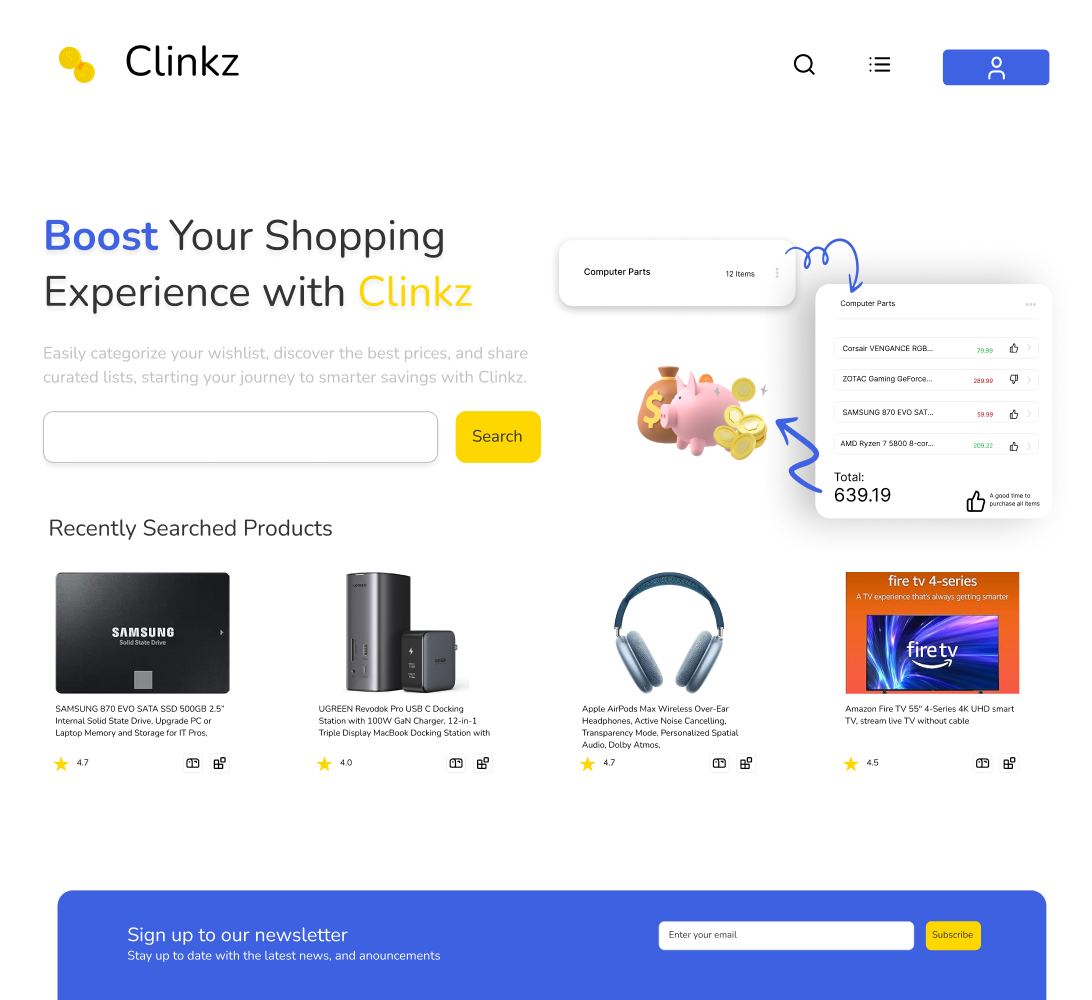 Clinkz
Boost Your Shopping
Experience with Clinkz
Easily categorize your wishlist, discover the best prices, and share
curated lists, starting your journey to smarter savings with Clinkz.
Search
Computer Parts
12 Items
Computer Parts
Corsair VENGANCE RGB...
79.99
ZOTAC Gaming GeForce...
289.99
SAMSUNG 870 EVO SAT...
59.99
AMD Ryzen 7 5800 8-cor...
209.22
Total:
639.19
A good time to
purchase all items
Recently Searched Products
SAMSUNG
Solid State Drive
SAMSUNG 870 EVO SATA SSD 500GB 2.5"
Internal Solid State Drive, Upgrade PC or
Laptop Memory and Storage for IT Pros,
4.7
UGREEN
UGREEN Revodok Pro USB C Docking
Station with 100W GaN Charger, 12-in-1
Triple Display MacBook Docking Station with
4.0
Apple AirPods Max Wireless Over-Ear
Headphones, Active Noise Cancelling,
Transparency Mode, Personalized Spatial
Audio, Dolby Atmos,
4.7
fire tv 4-series
A TV experience that's always getting smarter
fire tv
Amazon Fire TV 55" 4-Series 4K UHD smart
TV, stream live TV without cable
4.5
Sign up to our newsletter
Stay up to date with the latest news, and anouncements
Enter your email
Subscribe